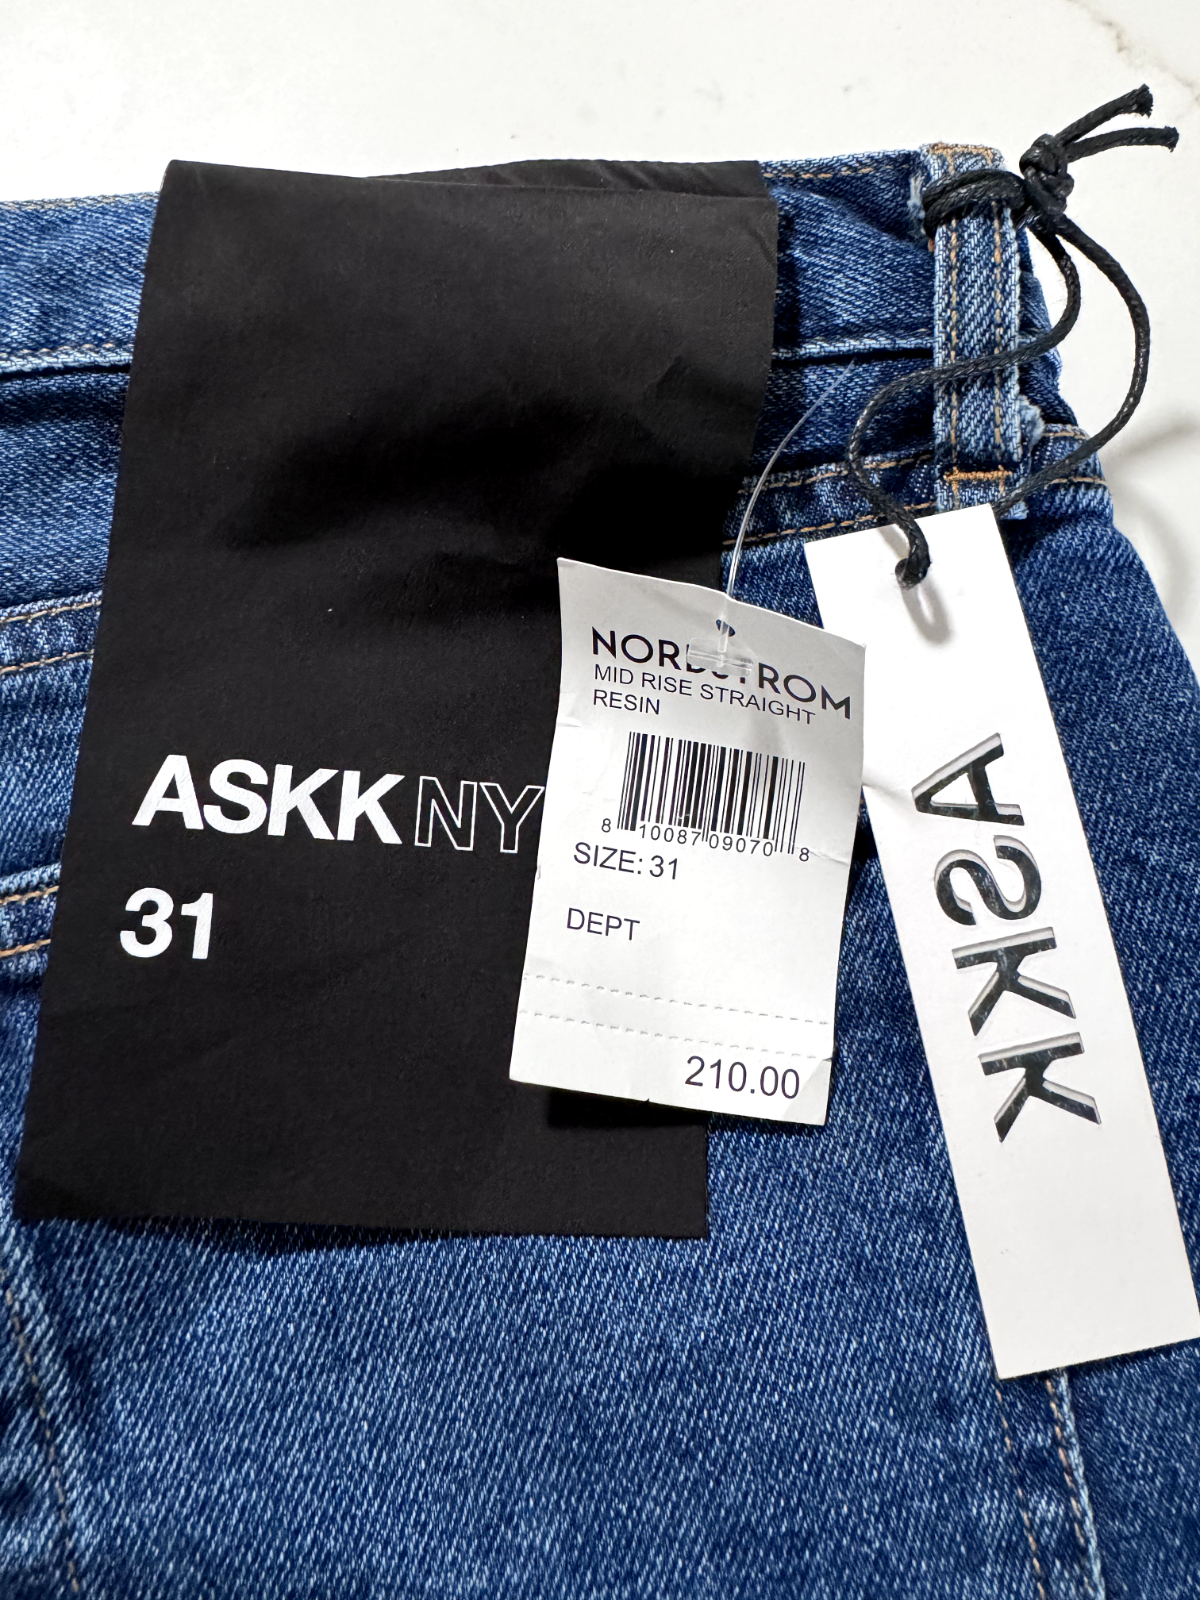 ASKK NY
31
NORDSTROM
MID RISE STRAIGHT
RESIN
8 10087 09070 8
SIZE: 31
DEPT
210.00
ASKK